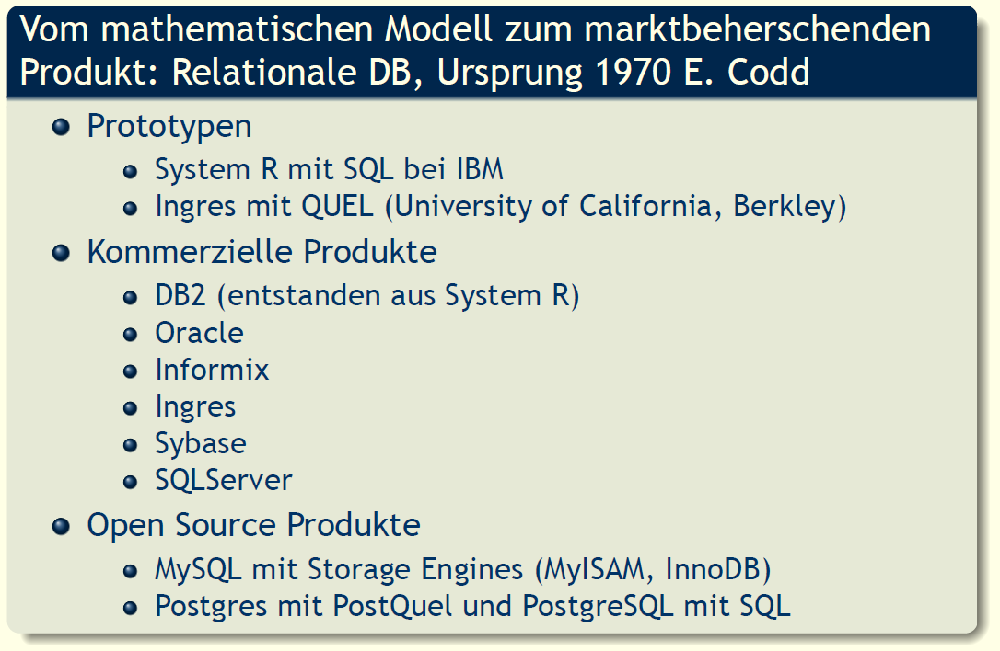 Vom mathematischen Modell zum marktbeherschenden
Produkt: Relationale DB, Ursprung 1970 E. Codd
Prototypen
System R mit SQL bei IBM
Ingres mit QUEL (University of California, Berkley)
Kommerzielle Produkte
DB2 (entstanden aus System R)
Oracle
Informix
Ingres
Sybase
SQLServer
Open Source Produkte
MySQL mit Storage Engines (MyISAM, InnoDB)
Postgres mit PostQuel und PostgreSQL mit SQL